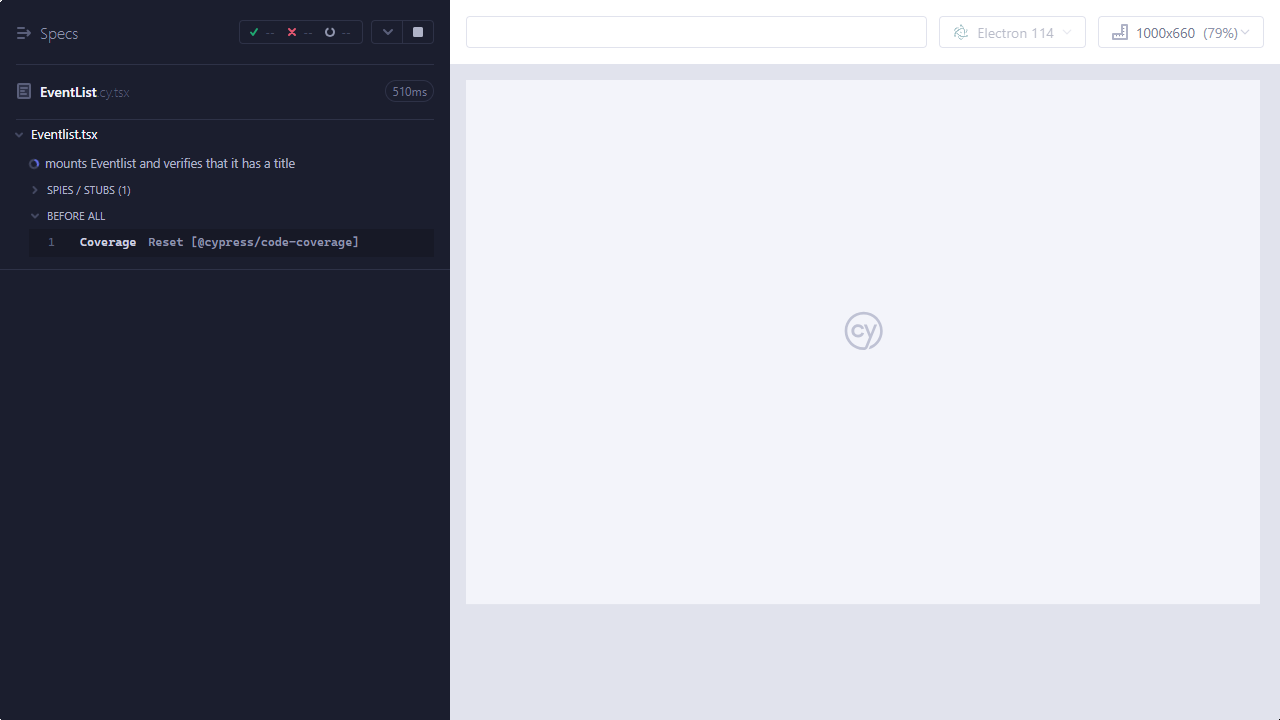 Specs
-- -- --
EventList.cy.tsx
510ms
Eventlist.tsx
mounts Eventlist and verifies that it has a title
SPIES / STUBS (1)
BEFORE ALL
1 Coverage Reset [@cypress/code-coverage]
Electron 114
1000x660 (79%)
cy